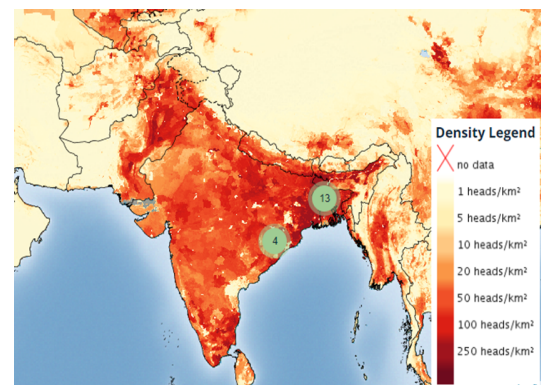 13
4
Density Legend
no data
1 heads/km²
5 heads/km²
10 heads/km²
20 heads/km²
50 heads/km²
100 heads/km²
250 heads/km²